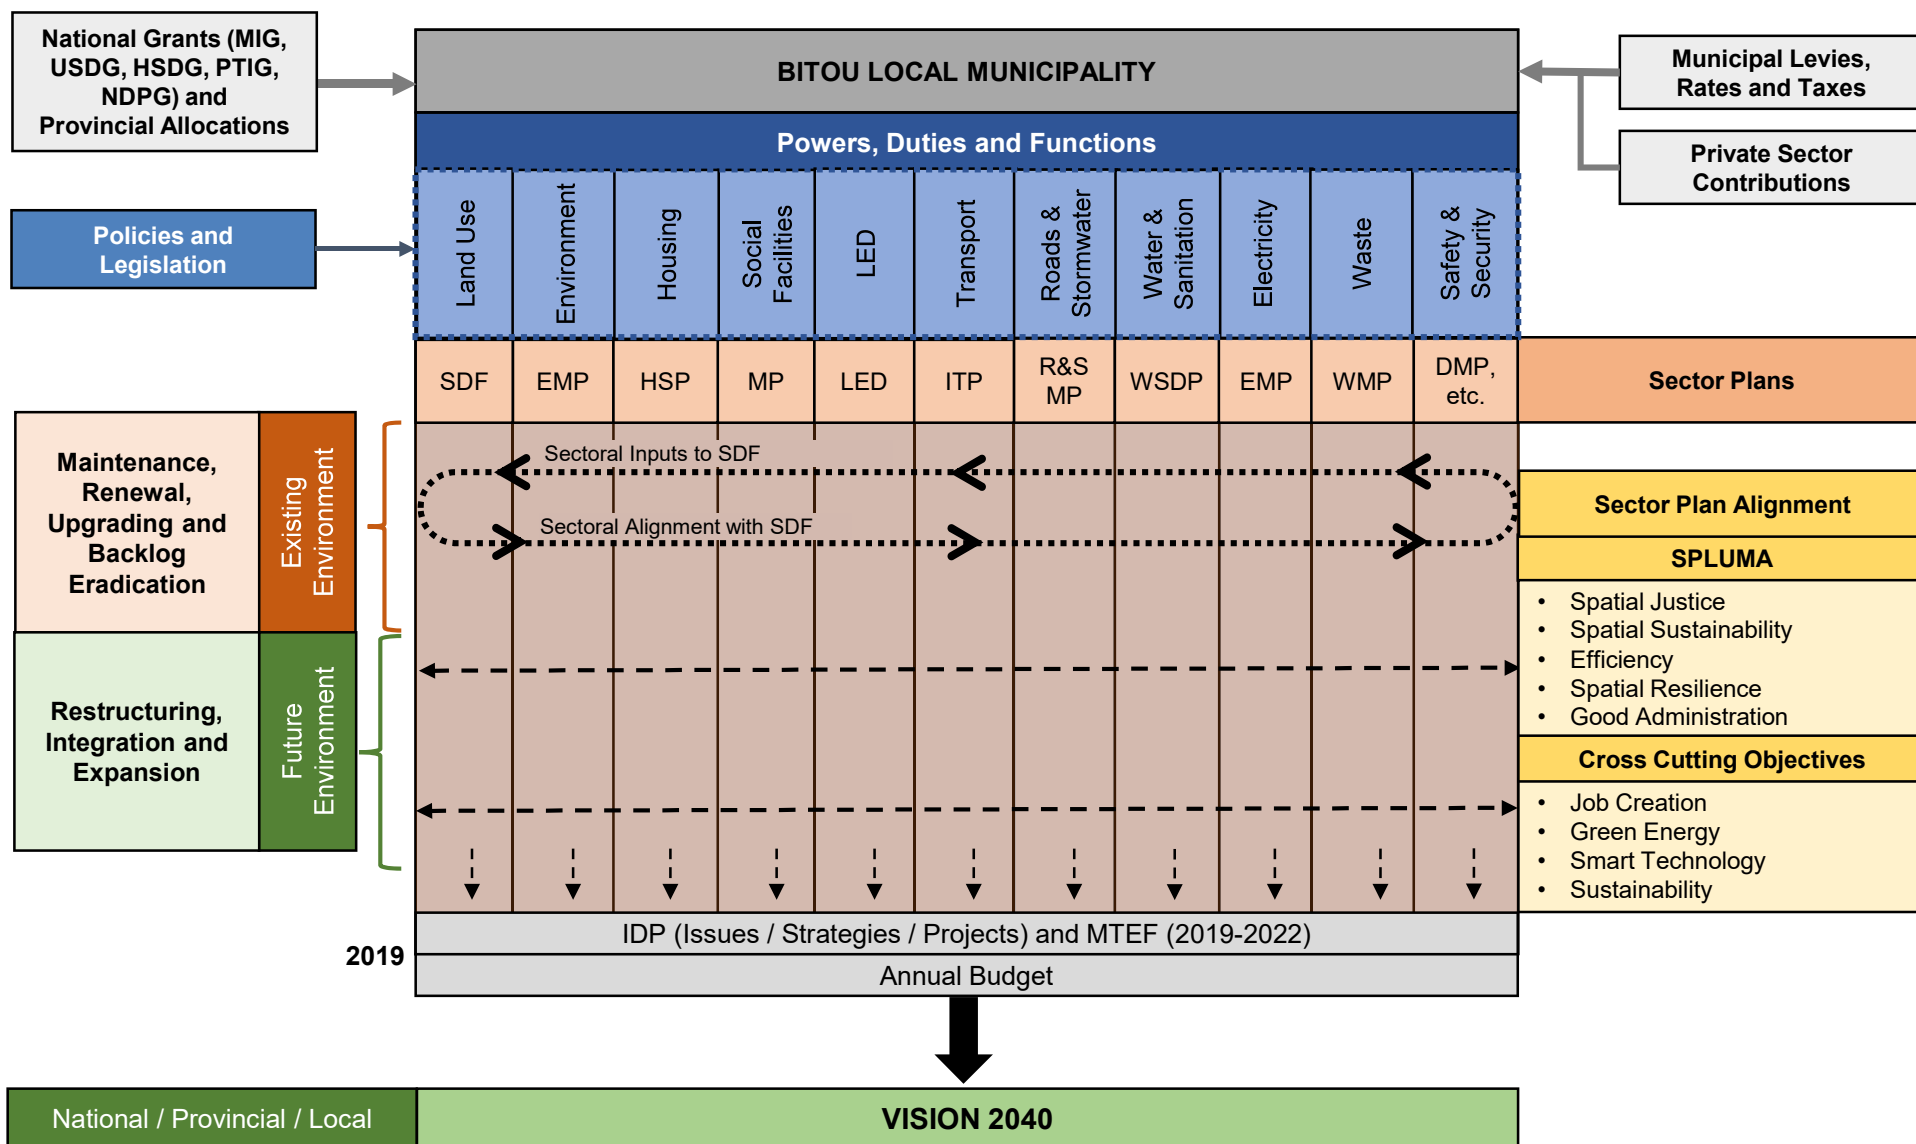 National Grants (MIG,
USDG, HSDG, PTIG,
NDPG) and
Provincial Allocations
BITOU LOCAL MUNICIPALITY
Municipal Levies,
Rates and Taxes
Private Sector
Contributions
Powers, Duties and Functions
Policies and
Legislation
Land Use
Environment
Housing
Social
Facilities
LED
Transport
Roads &
Stormwater
Water &
Sanitation
Electricity
Waste
Safety &
Security
SDF
EMP
HSP
MP
LED
ITP
R&S
MP
WSDP
EMP
WMP
DMP,
etc.
Sector Plans
Maintenance,
Renewal,
Upgrading and
Backlog
Eradication
Existing
Environment
Sectoral Inputs to SDF
Sectoral Alignment with SDF
Sector Plan Alignment
SPLUMA
• Spatial Justice
• Spatial Sustainability
• Efficiency
• Spatial Resilience
• Good Administration
Restructuring,
Integration and
Expansion
Future
Environment
Cross Cutting Objectives
• Job Creation
• Green Energy
• Smart Technology
• Sustainability
2019
IDP (Issues / Strategies / Projects) and MTEF (2019-2022)
Annual Budget
National / Provincial / Local
VISION 2040